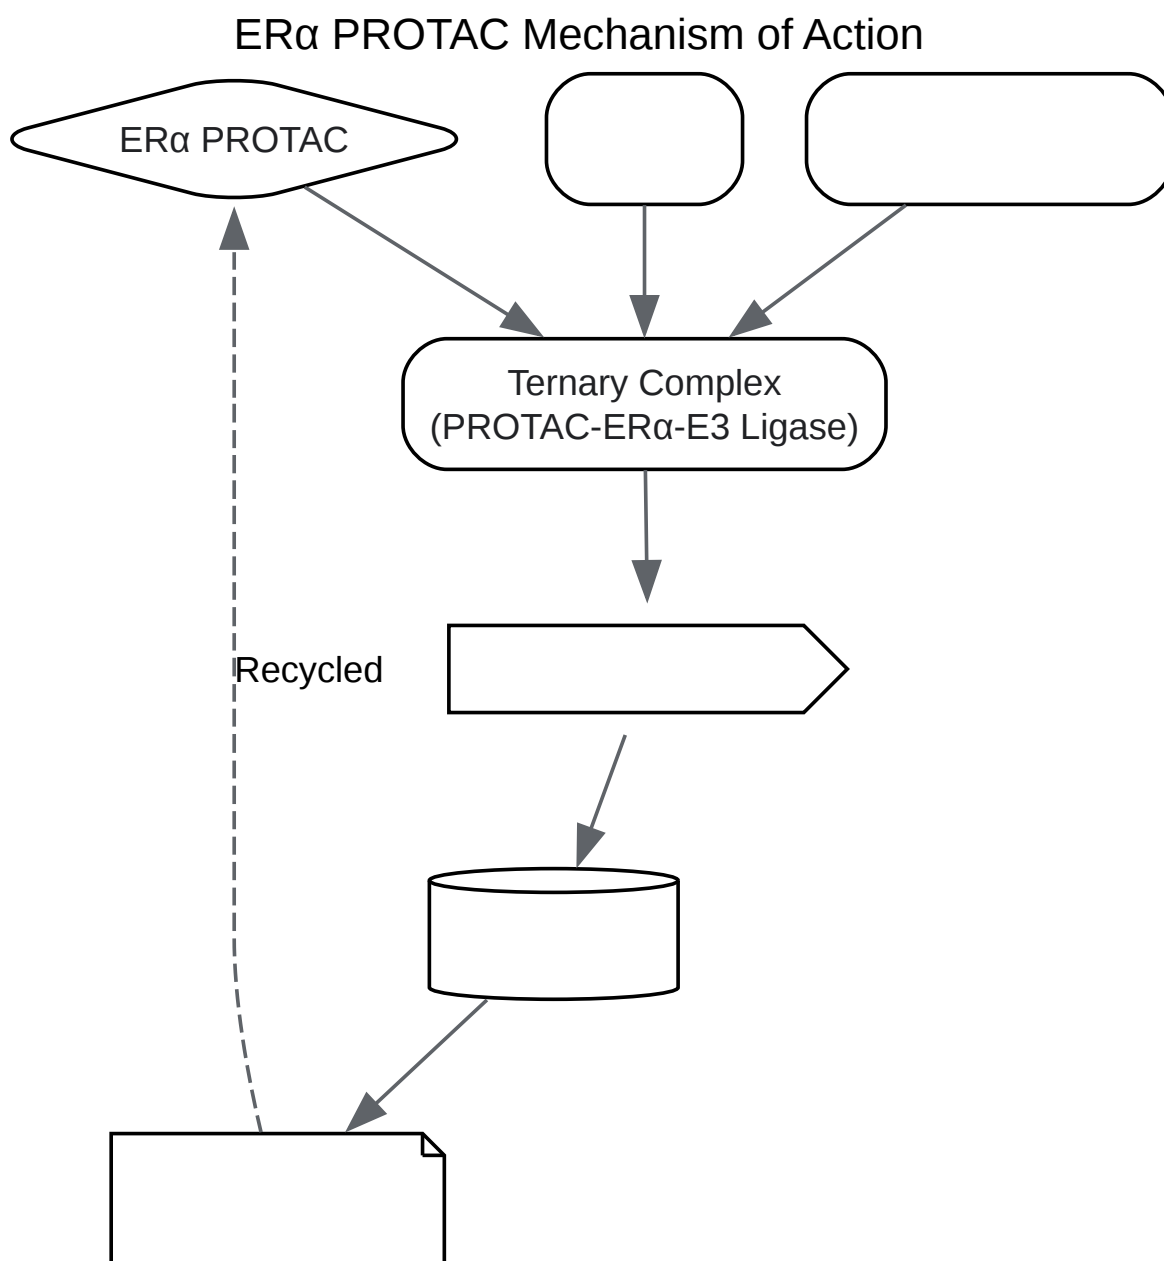 ERα PROTAC Mechanism of Action
ERα PROTAC
Ternary Complex
(PROTAC-ERα-E3 Ligase)
Recycled